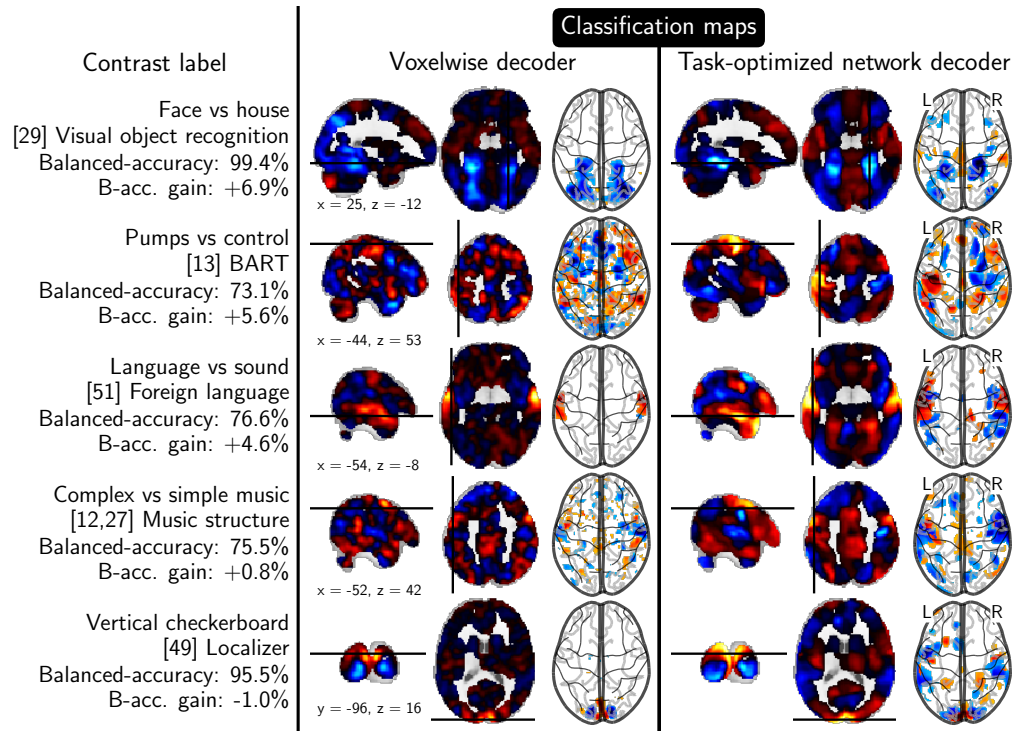 Classification maps
Contrast label
Voxelwise decoder
Task-optimized network decoder
Face vs house
[29] Visual object recognition
Balanced-accuracy: 99.4%
B-acc. gain: +6.9%
x = 25, z = -12
L R
Pumps vs control
[13] BART
Balanced-accuracy: 73.1%
B-acc. gain: +5.6%
x = -44, z = 53
L R
Language vs sound
[51] Foreign language
Balanced-accuracy: 76.6%
B-acc. gain: +4.6%
x = -54, z = -8
L R
Complex vs simple music
[12,27] Music structure
Balanced-accuracy: 75.5%
B-acc. gain: +0.8%
x = -52, z = 42
L R
Vertical checkerboard
[49] Localizer
Balanced-accuracy: 95.5%
B-acc. gain: -1.0%
y = -96, z = 16
L R